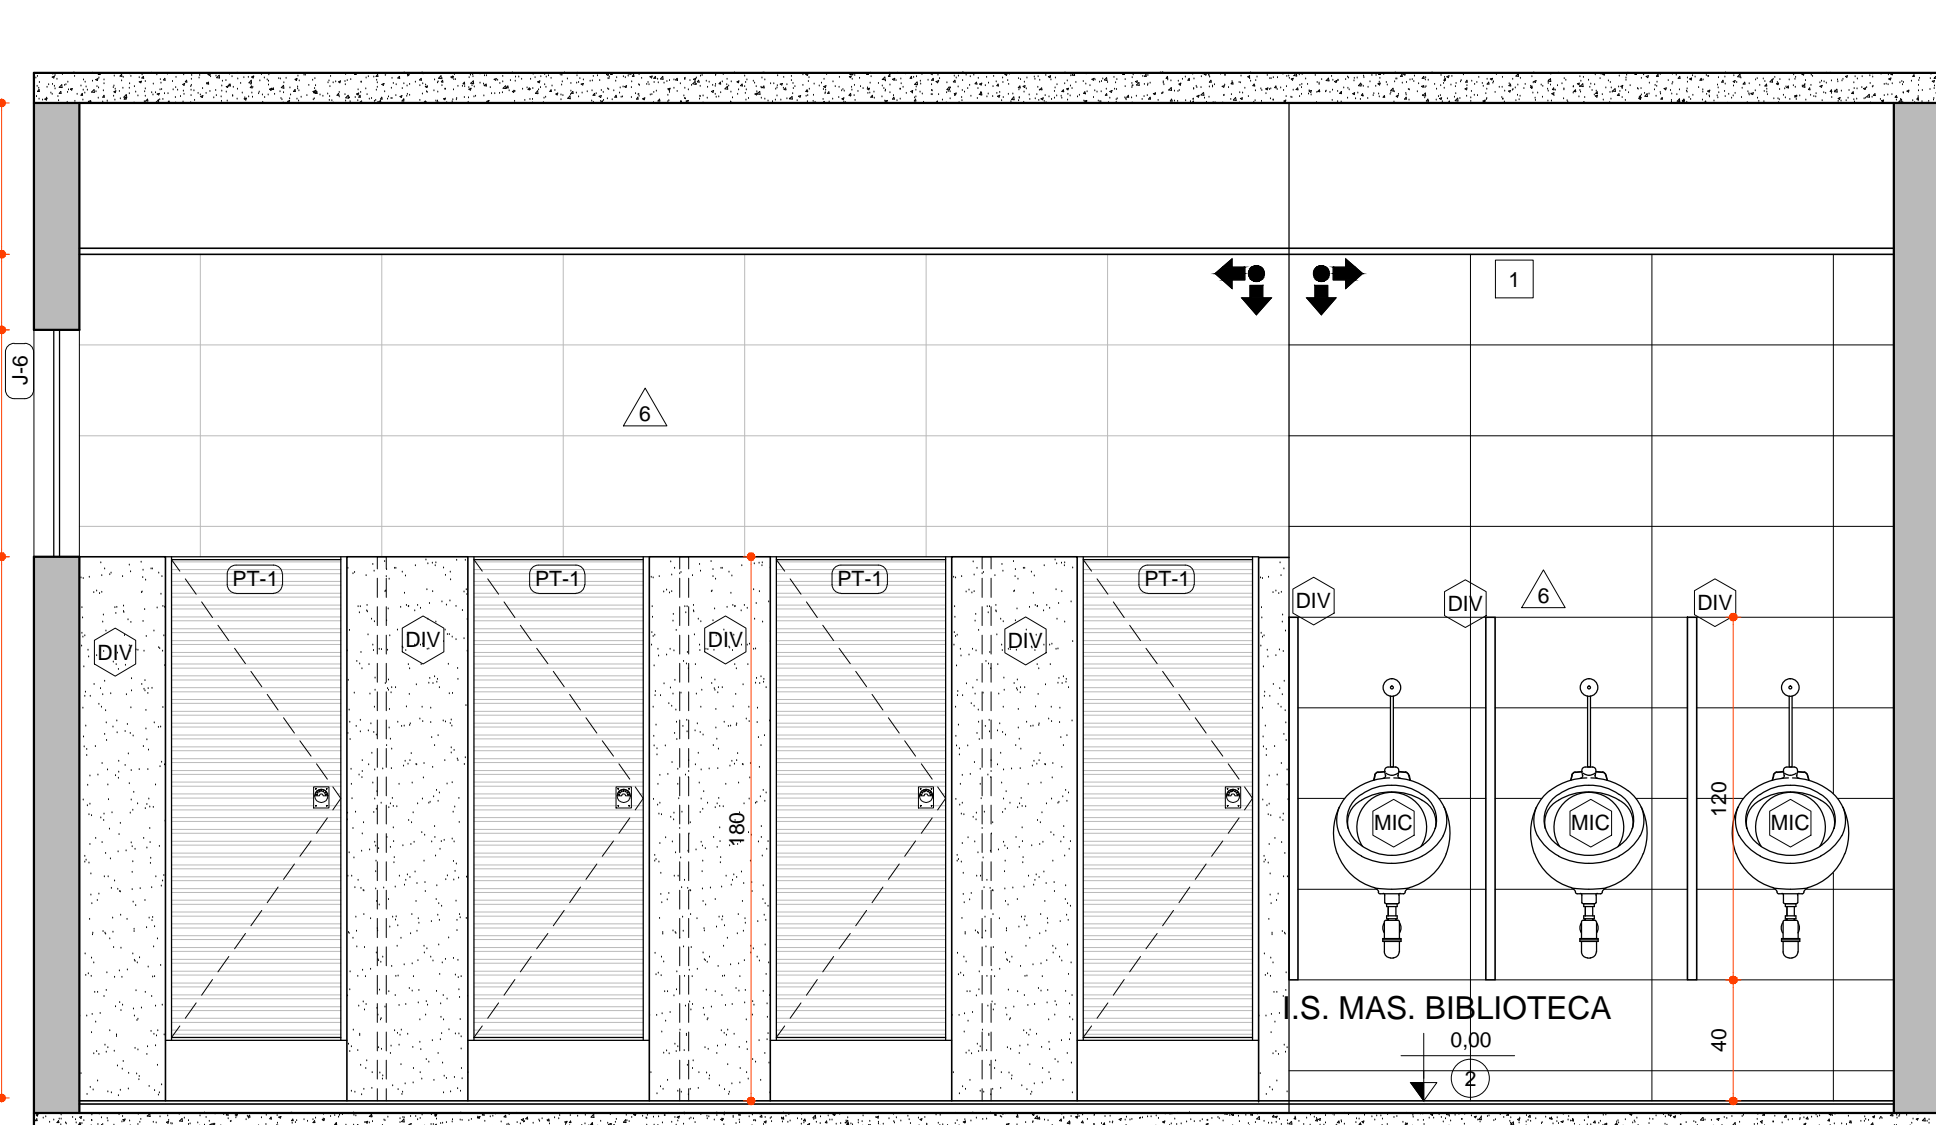 1
J-6
6
PT-1
PT-1
PT-1
PT-1
DIV
DIV
6
DIV
DIV
DIV
DIV
DIV
180
120
MIC
MIC
MIC
I.S. MAS. BIBLIOTECA
0,00
40
2